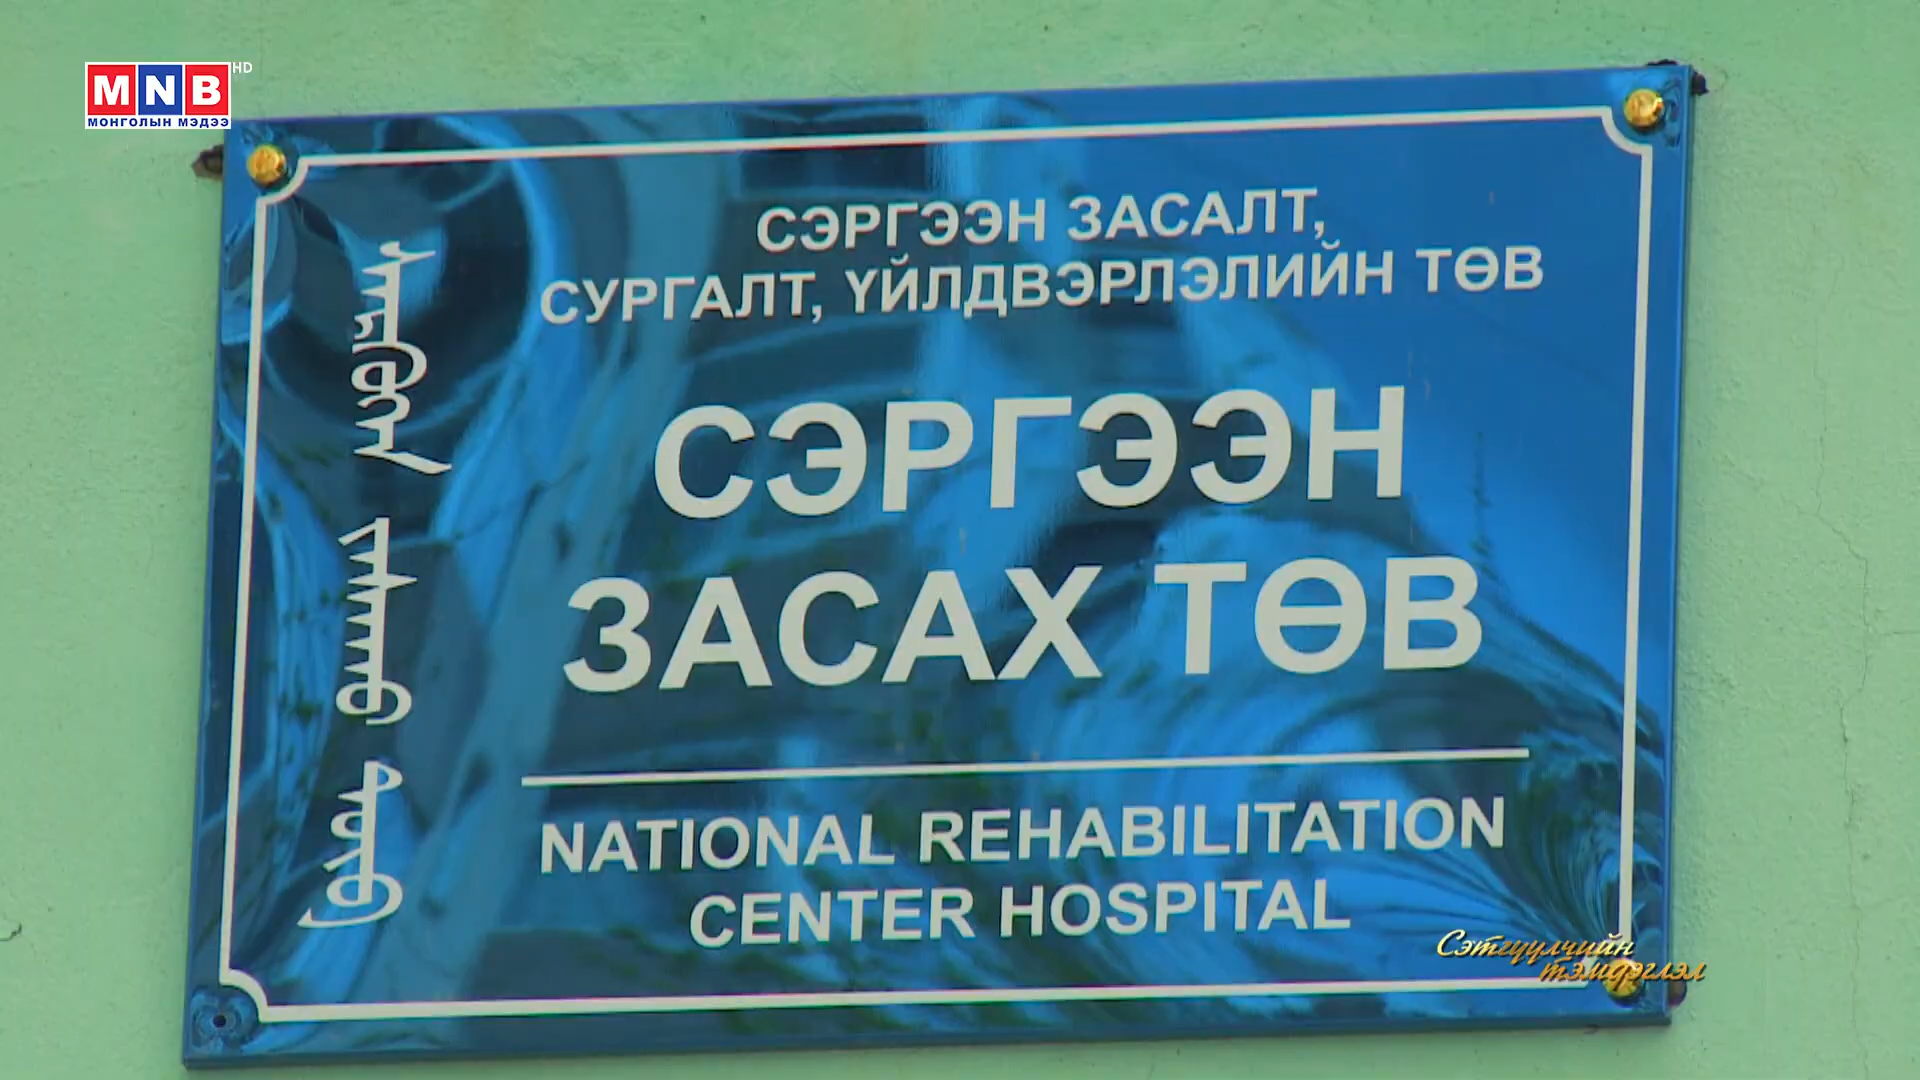 MNB HD
МОНГОЛЫН МЭДЭЭ
СЭРГЭЭН ЗАСАЛТ,
СУРГАЛТ, ҮЙЛДВЭРЛЭЛИЙН ТӨВ
СЭРГЭЭН
ЗАСАХ ТӨВ
NATIONAL REHABILITATION
CENTER HOSPITAL
Сэтгүүлчийн
тэмдэглэл